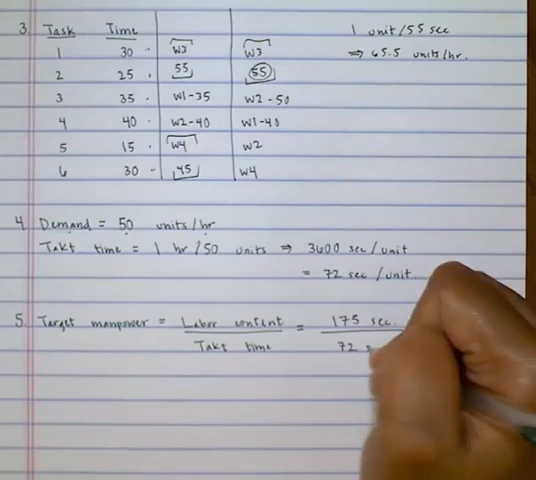 3. Task Time 1 unit/55 sec
1 30 - W3 W3 ⇒ 65.5 units/hr.
2 25 . 55 55
3 35 . W1-35 W2-50
4 40 . W2-40 W1-40
5 15 . W4 W2
6 30 - 45 W4
4 Demand = 50 units/hr
Takt time = 1 hr/50 units ⇒ 3600 sec/unit
= 72 sec/unit.
5. Target manpower = Labor content = 175 sec.
Takt time 72 s